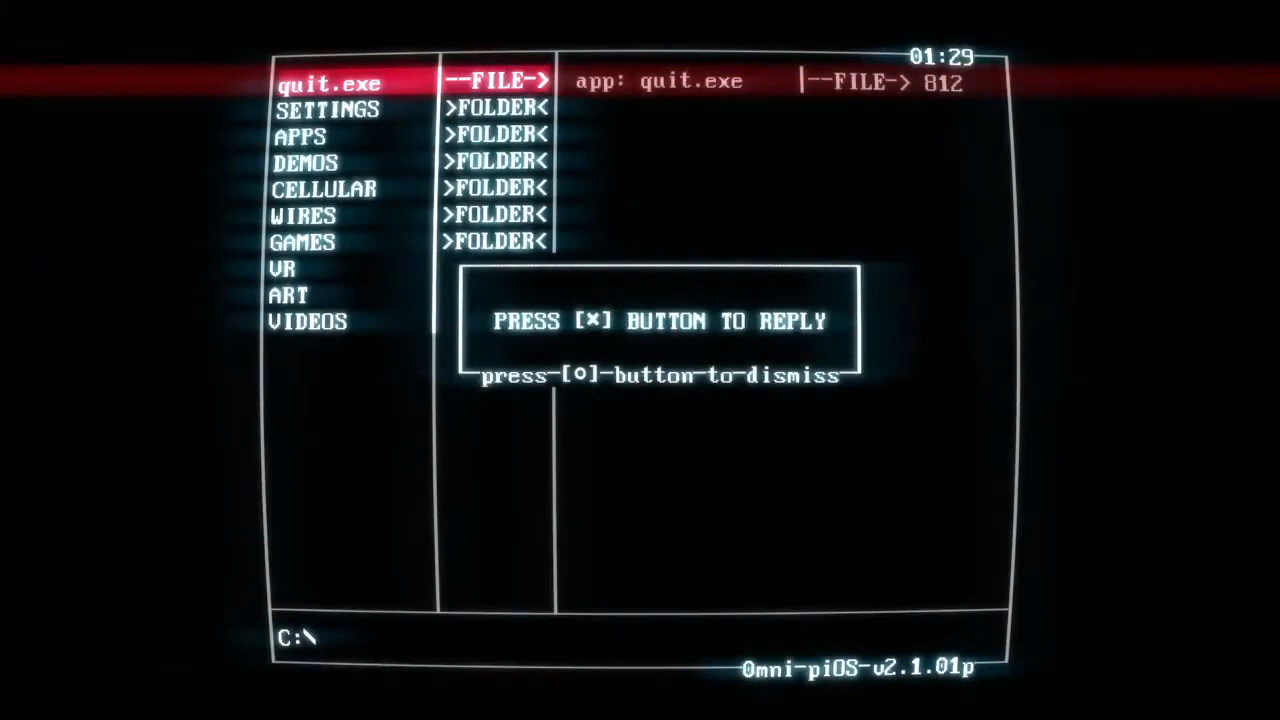 01:29
quit.exe --FILE-> app: quit.exe |--FILE-> 812
SETTINGS >FOLDER<
APPS >FOLDER<
DEMOS >FOLDER<
CELLULAR >FOLDER<
WIRES >FOLDER<
GAMES >FOLDER<
VR
ART
VIDEOS
PRESS [×] BUTTON TO REPLY
press-[O]-button-to-dismiss
C:\
Omni-piOS-v2.1.01p